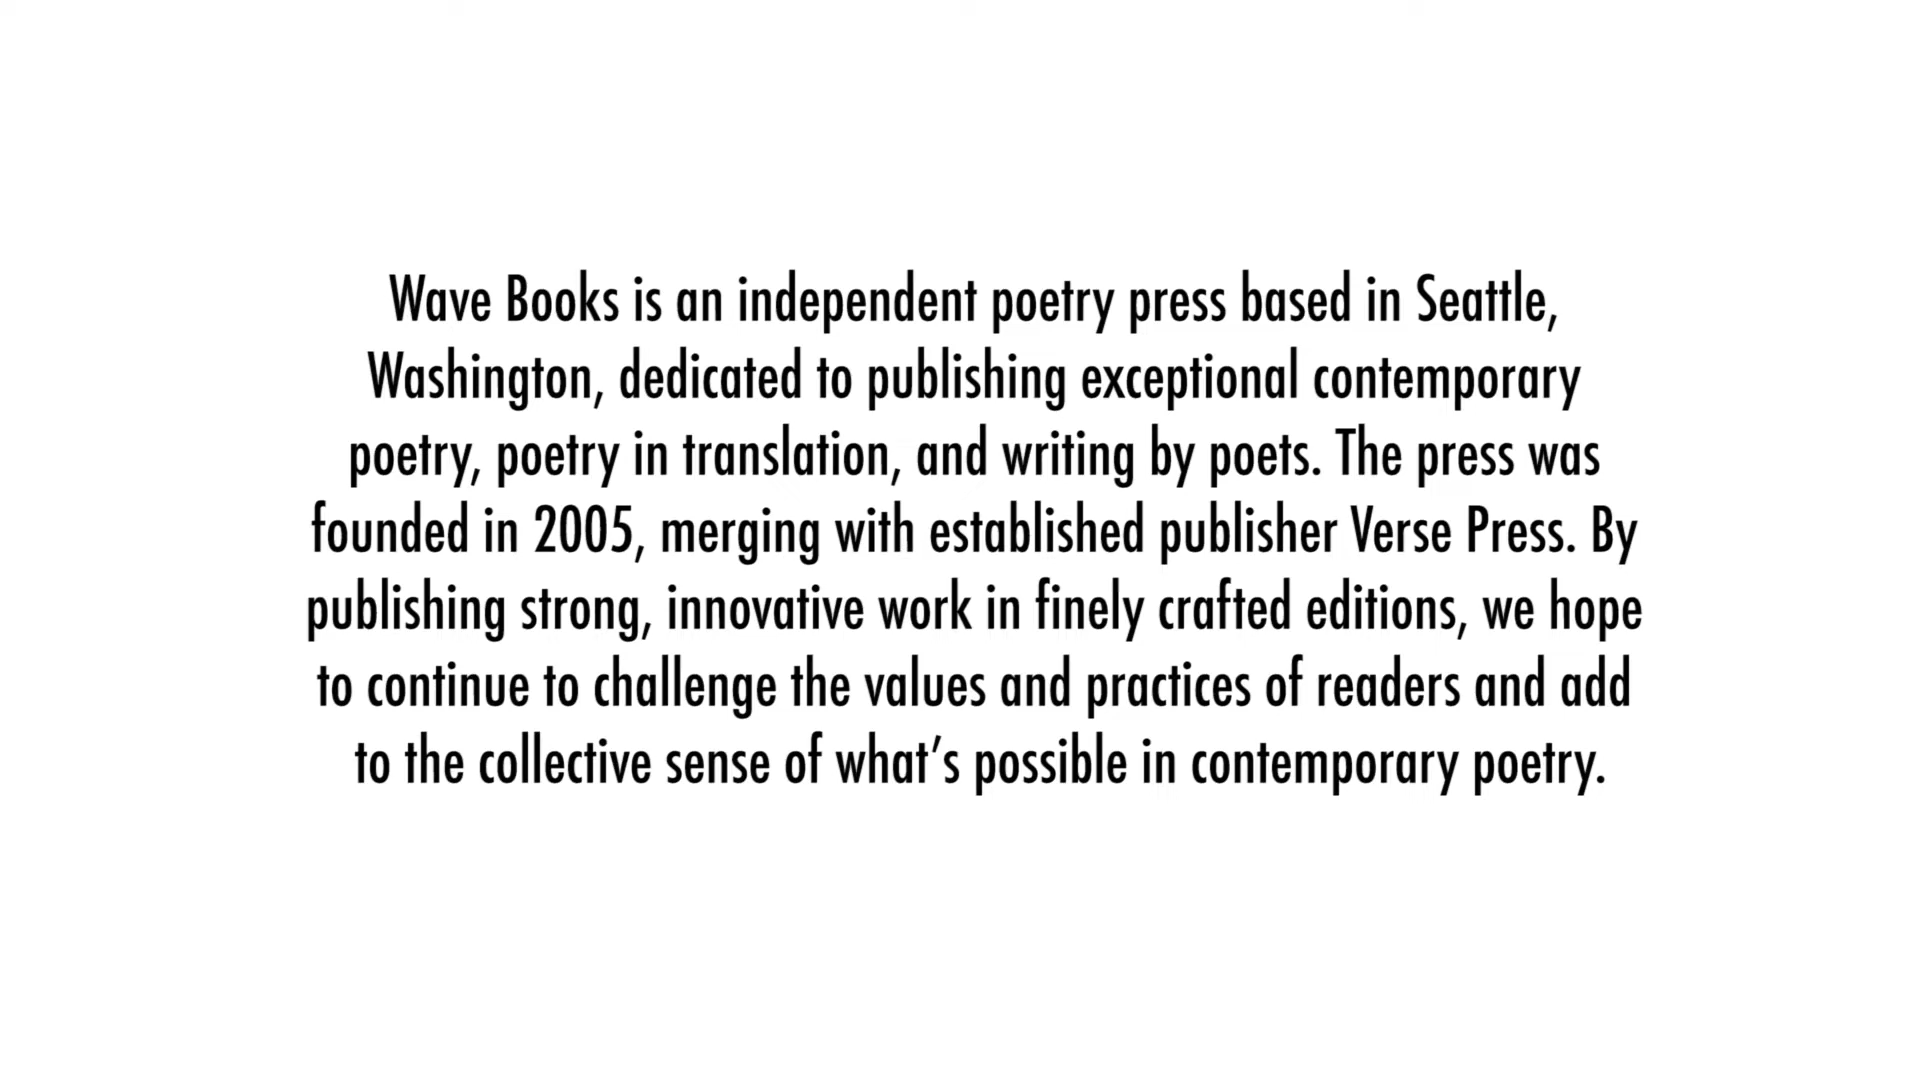 Wave Books is an independent poetry press based in Seattle,
Washington, dedicated to publishing exceptional contemporary
poetry, poetry in translation, and writing by poets. The press was
founded in 2005, merging with established publisher Verse Press. By
publishing strong, innovative work in finely crafted editions, we hope
to continue to challenge the values and practices of readers and add
to the collective sense of what’s possible in contemporary poetry.